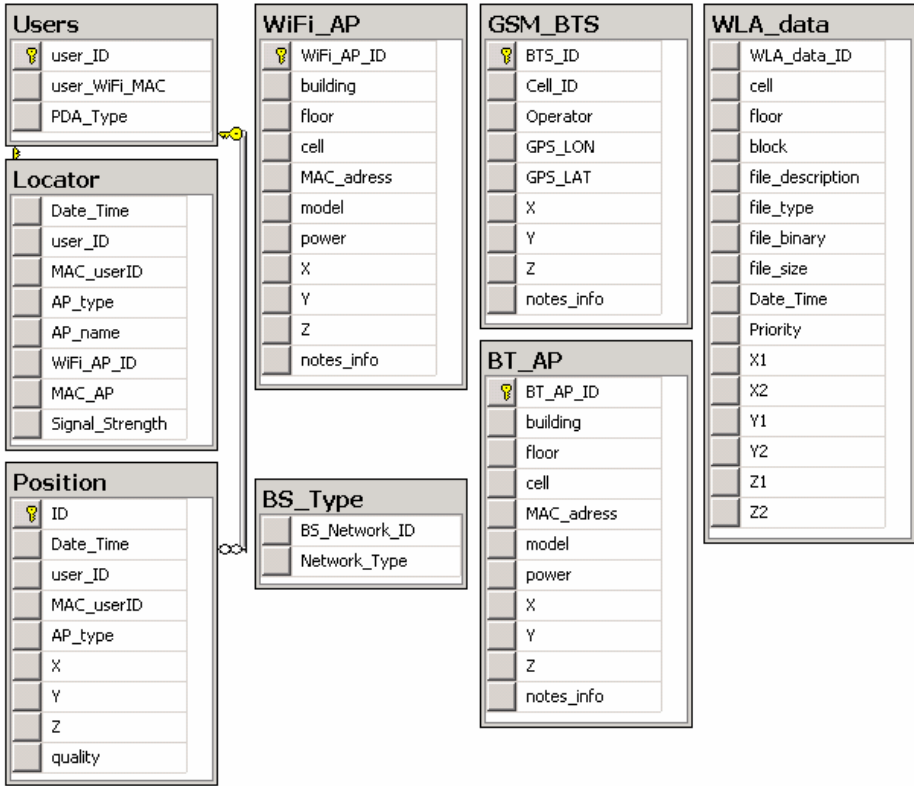 Users
user_ID
user_WiFi_MAC
PDA_Type
Locator
Date_Time
user_ID
MAC_userID
AP_type
AP_name
WiFi_AP_ID
MAC_AP
Signal_Strength
Position
ID
Date_Time
user_ID
MAC_userID
AP_type
X
Y
Z
quality
WiFi_AP
WiFi_AP_ID
building
floor
cell
MAC_adress
model
power
X
Y
Z
notes_info
BS_Type
BS_Network_ID
Network_Type
GSM_BTS
BTS_ID
Cell_ID
Operator
GPS_LON
GPS_LAT
X
Y
Z
notes_info
BT_AP
BT_AP_ID
building
floor
cell
MAC_adress
model
power
X
Y
Z
notes_info
WLA_data
WLA_data_ID
cell
floor
block
file_description
file_type
file_binary
file_size
Date_Time
Priority
X1
X2
Y1
Y2
Z1
Z2